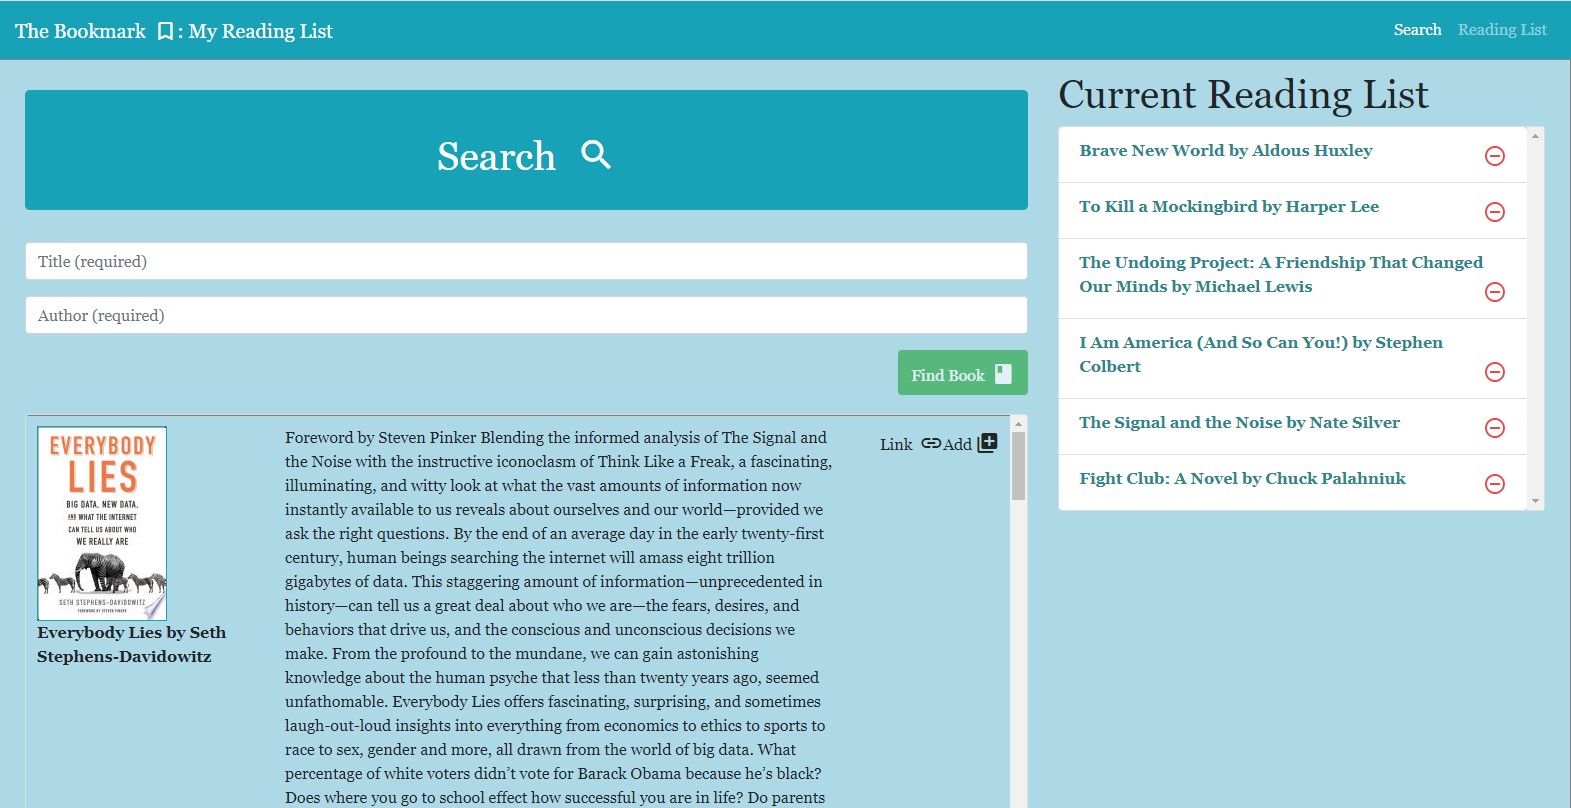 The Bookmark : My Reading List
Search Reading List
Search
Title (required)
Author (required)
Find Book
EVERYBODY
LIES
BIG DATA, NEW DATA,
AND WHAT THE INTERNET
CAN TELL US ABOUT WHO
WE REALLY ARE
SETH STEPHENS-DAVIDOWITZ
FOREWORD BY STEVEN PINKER
Everybody Lies by Seth
Stephens-Davidowitz
Foreword by Steven Pinker Blending the informed analysis of The Signal and
the Noise with the instructive iconoclasm of Think Like a Freak, a fascinating,
illuminating, and witty look at what the vast amounts of information now
instantly available to us reveals about ourselves and our world—provided we
ask the right questions. By the end of an average day in the early twenty-first
century, human beings searching the internet will amass eight trillion
gigabytes of data. This staggering amount of information—unprecedented in
history—can tell us a great deal about who we are—the fears, desires, and
behaviors that drive us, and the conscious and unconscious decisions we
make. From the profound to the mundane, we can gain astonishing
knowledge about the human psyche that less than twenty years ago, seemed
unfathomable. Everybody Lies offers fascinating, surprising, and sometimes
laugh-out-loud insights into everything from economics to ethics to sports to
race to sex, gender and more, all drawn from the world of big data. What
percentage of white voters didn’t vote for Barack Obama because he’s black?
Does where you go to school effect how successful you are in life? Do parents
Link Add
Current Reading List
Brave New World by Aldous Huxley
To Kill a Mockingbird by Harper Lee
The Undoing Project: A Friendship That Changed
Our Minds by Michael Lewis
I Am America (And So Can You!) by Stephen
Colbert
The Signal and the Noise by Nate Silver
Fight Club: A Novel by Chuck Palahniuk